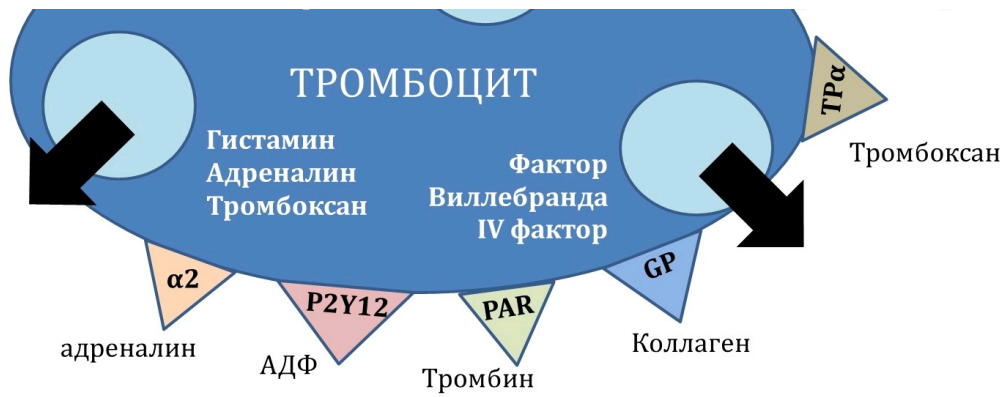 ТРОМБОЦИТ
Гистамин
Адреналин
Тромбоксан
Фактор
Виллебранда
IV фактор
TPα
Тромбоксан
α2
P2Y12
PAR
GP
адреналин
АДФ
Тромбин
Коллаген